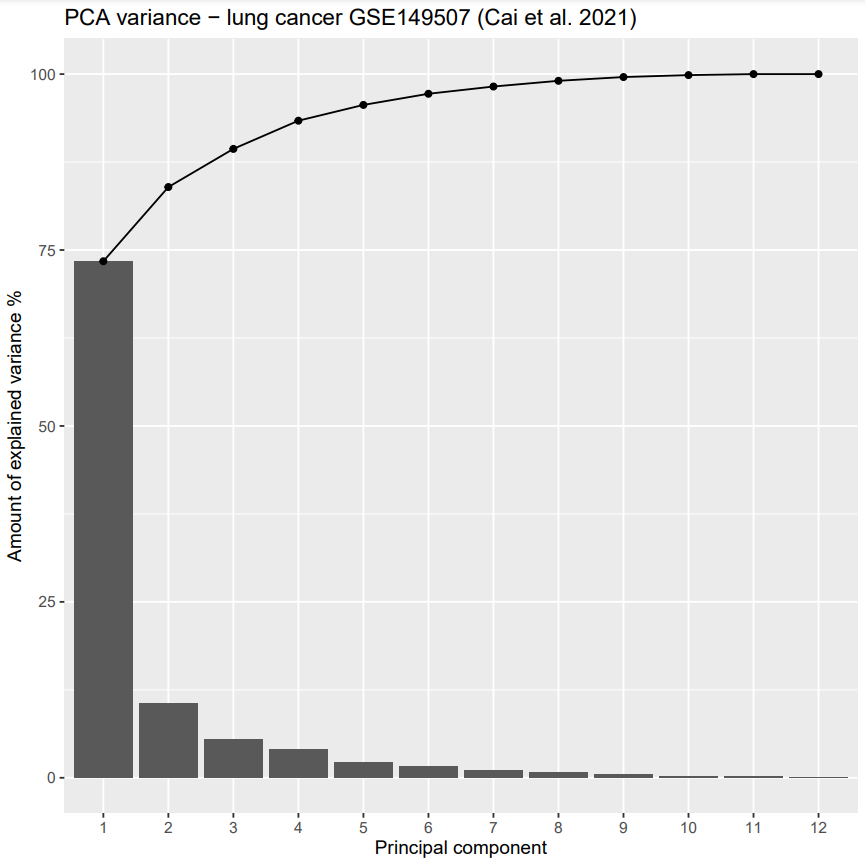 PCA variance − lung cancer GSE149507 (Cai et al. 2021)
Amount of explained variance %
100
75
50
25
0
1 2 3 4 5 6 7 8 9 10 11 12
Principal component